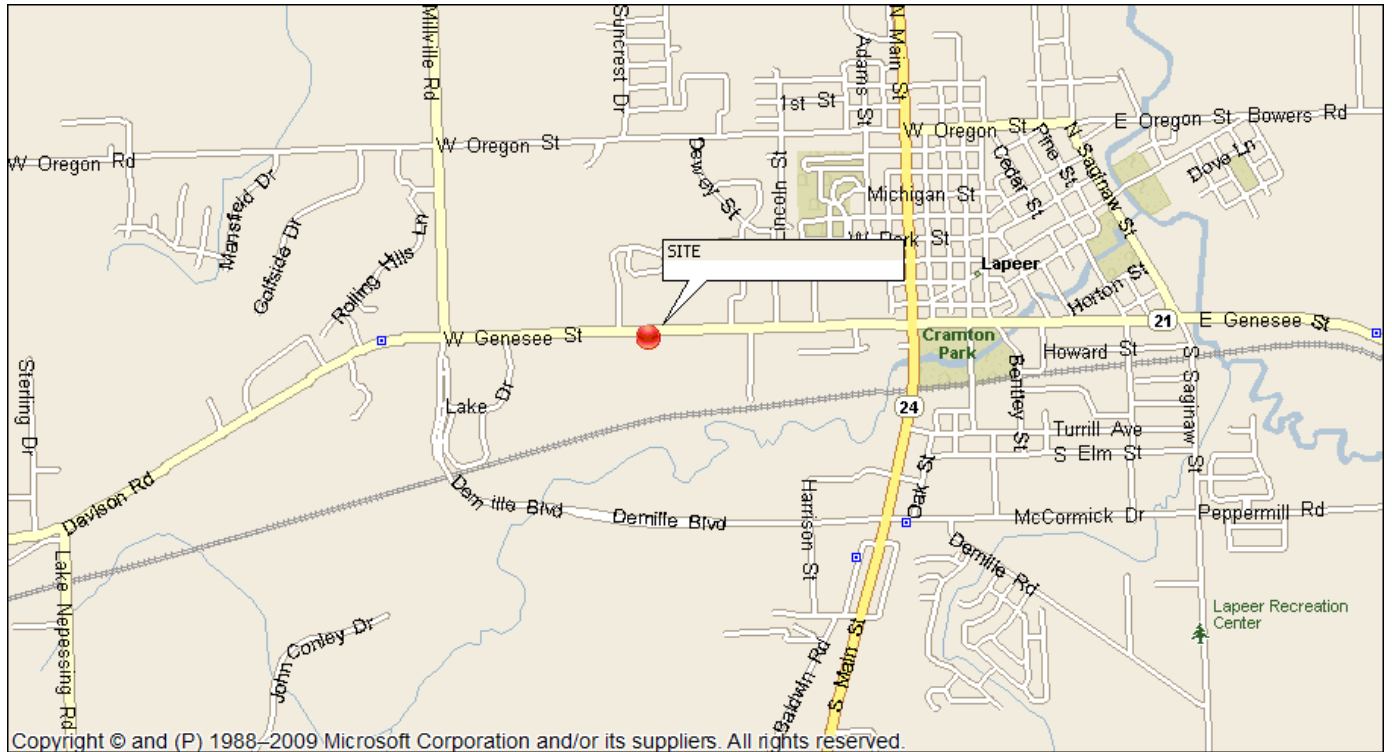 Millville Rd
Suncrest Dr
N Main St
Adams St
1st St
W Oregon St
E Oregon St
Bowers Rd
W Oregon St
W Oregon Rd
Dewey St
Lincoln St
Cedar St
Pine St
N Saginaw St
Dove Ln
Mansfield Dr
Golfside Dr
Rolling Hills Ln
Michigan St
W Park St
SITE
Lapeer
Horton St
21
E Genesee St
W Genesee St
Cramton
Park
Howard St
Bentley St
S Saginaw St
Sterling Dr
Lake Dr
24
Turrill Ave
S Elm St
Oak St
Davison Rd
Demille Blvd
Demille Blvd
Harrison St
McCormick Dr
Peppermill Rd
Demille Rd
Lake Nepessing Rd
John Conley Dr
Baldwin Rd
S Main St
Lapeer Recreation
Center
Copyright © and (P) 1988–2009 Microsoft Corporation and/or its suppliers. All rights reserved.